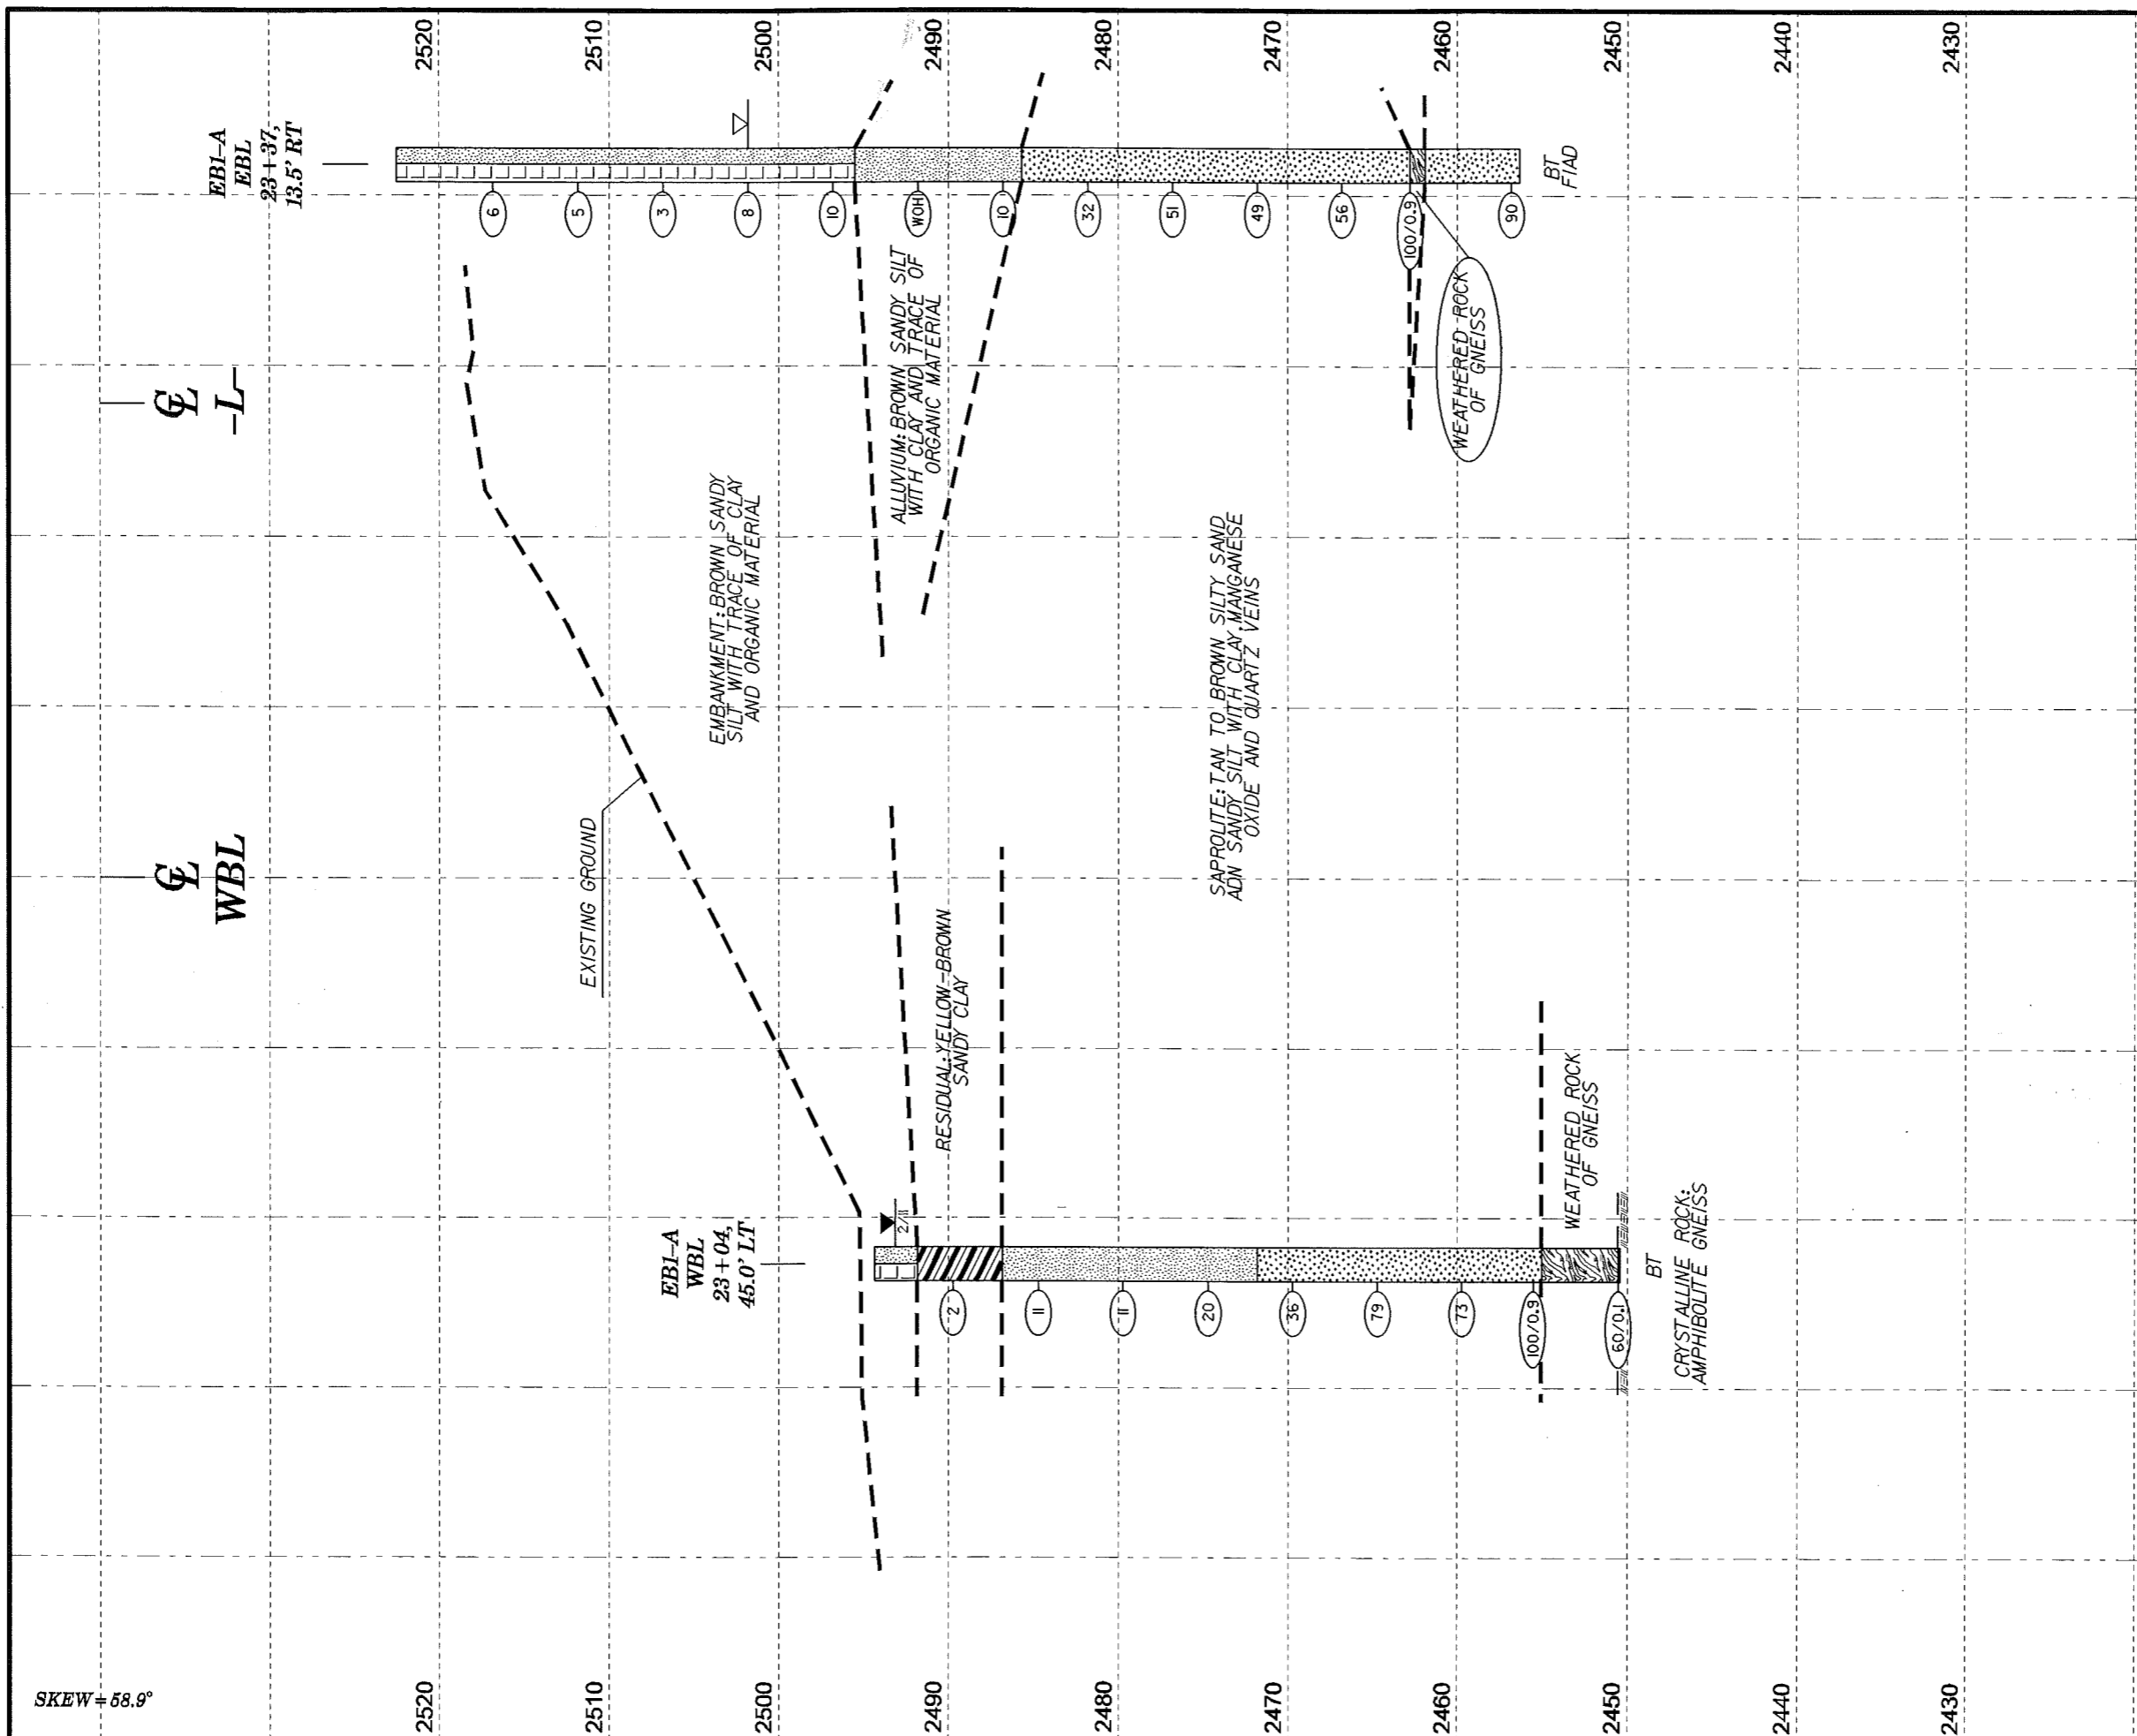 SKEW=58.9°
℄
WBL
℄
-L-
EB1-A
EBL
23+37,
13.5' RT
EB1-A
WBL
23+04,
45.0' LT
2520
2510
2500
2490
2480
2470
2460
2450
2440
2430
2520
2510
2500
2490
2480
2470
2460
2450
2440
2430
EXISTING GROUND
EMBANKMENT: BROWN SANDY
SILT WITH TRACE OF CLAY
AND ORGANIC MATERIAL
ALLUVIUM: BROWN SANDY SILT
WITH CLAY AND TRACE OF
ORGANIC MATERIAL
RESIDUAL: YELLOW-BROWN
SANDY CLAY
SAPROLITE: TAN TO BROWN SILTY SAND
ADN SANDY SILT WITH CLAY, MANGANESE
OXIDE AND QUARTZ VEINS
WEATHERED ROCK
OF GNEISS
WEATHERED ROCK
OF GNEISS
CRYSTALLINE ROCK:
AMPHIBOLITE GNEISS
2/11
2
11
11
20
36
79
73
100/0.9
60/0.1
BT
6
5
3
8
10
WOH
10
32
51
49
56
100/0.9
90
BT
FIAD